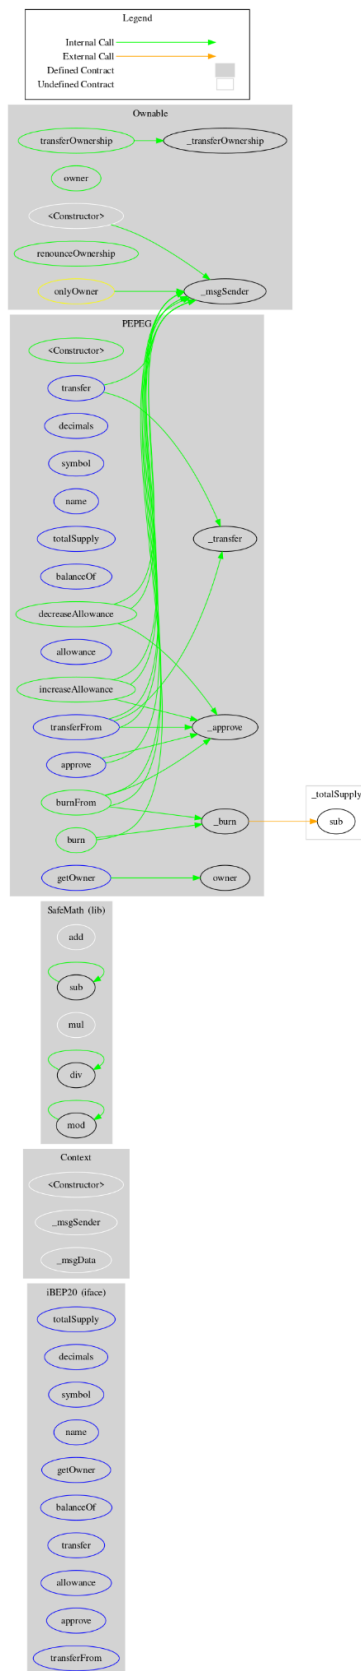 Legend
Internal Call
External Call
Defined Contract
Undefined Contract
Ownable
transferOwnership
_transferOwnership
owner
<Constructor>
renounceOwnership
onlyOwner
_msgSender
PEPEG
<Constructor>
transfer
decimals
symbol
name
_transfer
totalSupply
balanceOf
decreaseAllowance
allowance
increaseAllowance
transferFrom
_approve
approve
burnFrom
_totalSupply
_burn
sub
burn
getOwner
owner
SafeMath (lib)
add
sub
mul
div
mod
Context
<Constructor>
_msgSender
_msgData
iBEP20 (iface)
totalSupply
decimals
symbol
name
getOwner
balanceOf
transfer
allowance
approve
transferFrom